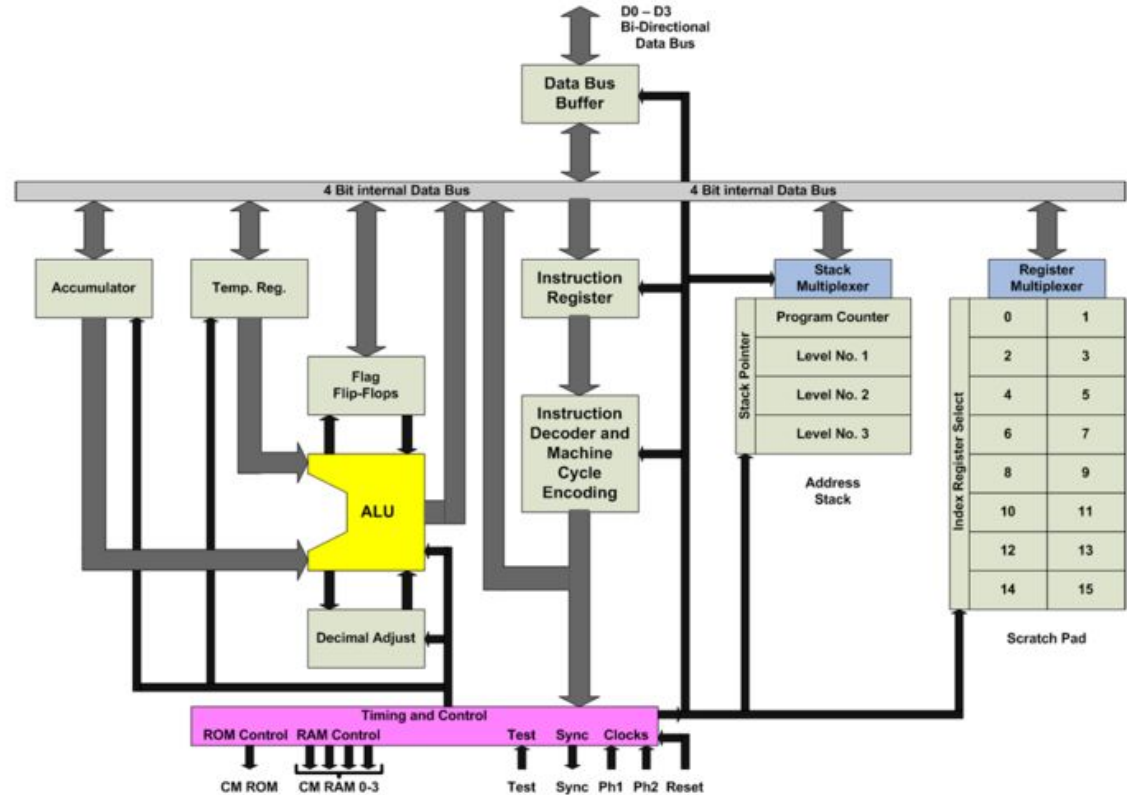 D0 – D3
Bi-Directional
Data Bus
Data Bus
Buffer
4 Bit internal Data Bus
4 Bit internal Data Bus
Accumulator
Temp. Reg.
Instruction
Register
Stack
Multiplexer
Register
Multiplexer
Stack Pointer
Program Counter
Level No. 1
Level No. 2
Level No. 3
Address
Stack
Index Register Select
0 1
2 3
4 5
6 7
8 9
10 11
12 13
14 15
Scratch Pad
Flag
Flip-Flops
Instruction
Decoder and
Machine
Cycle
Encoding
ALU
Decimal Adjust
Timing and Control
ROM Control RAM Control Test Sync Clocks
CM ROM CM RAM 0-3 Test Sync Ph1 Ph2 Reset